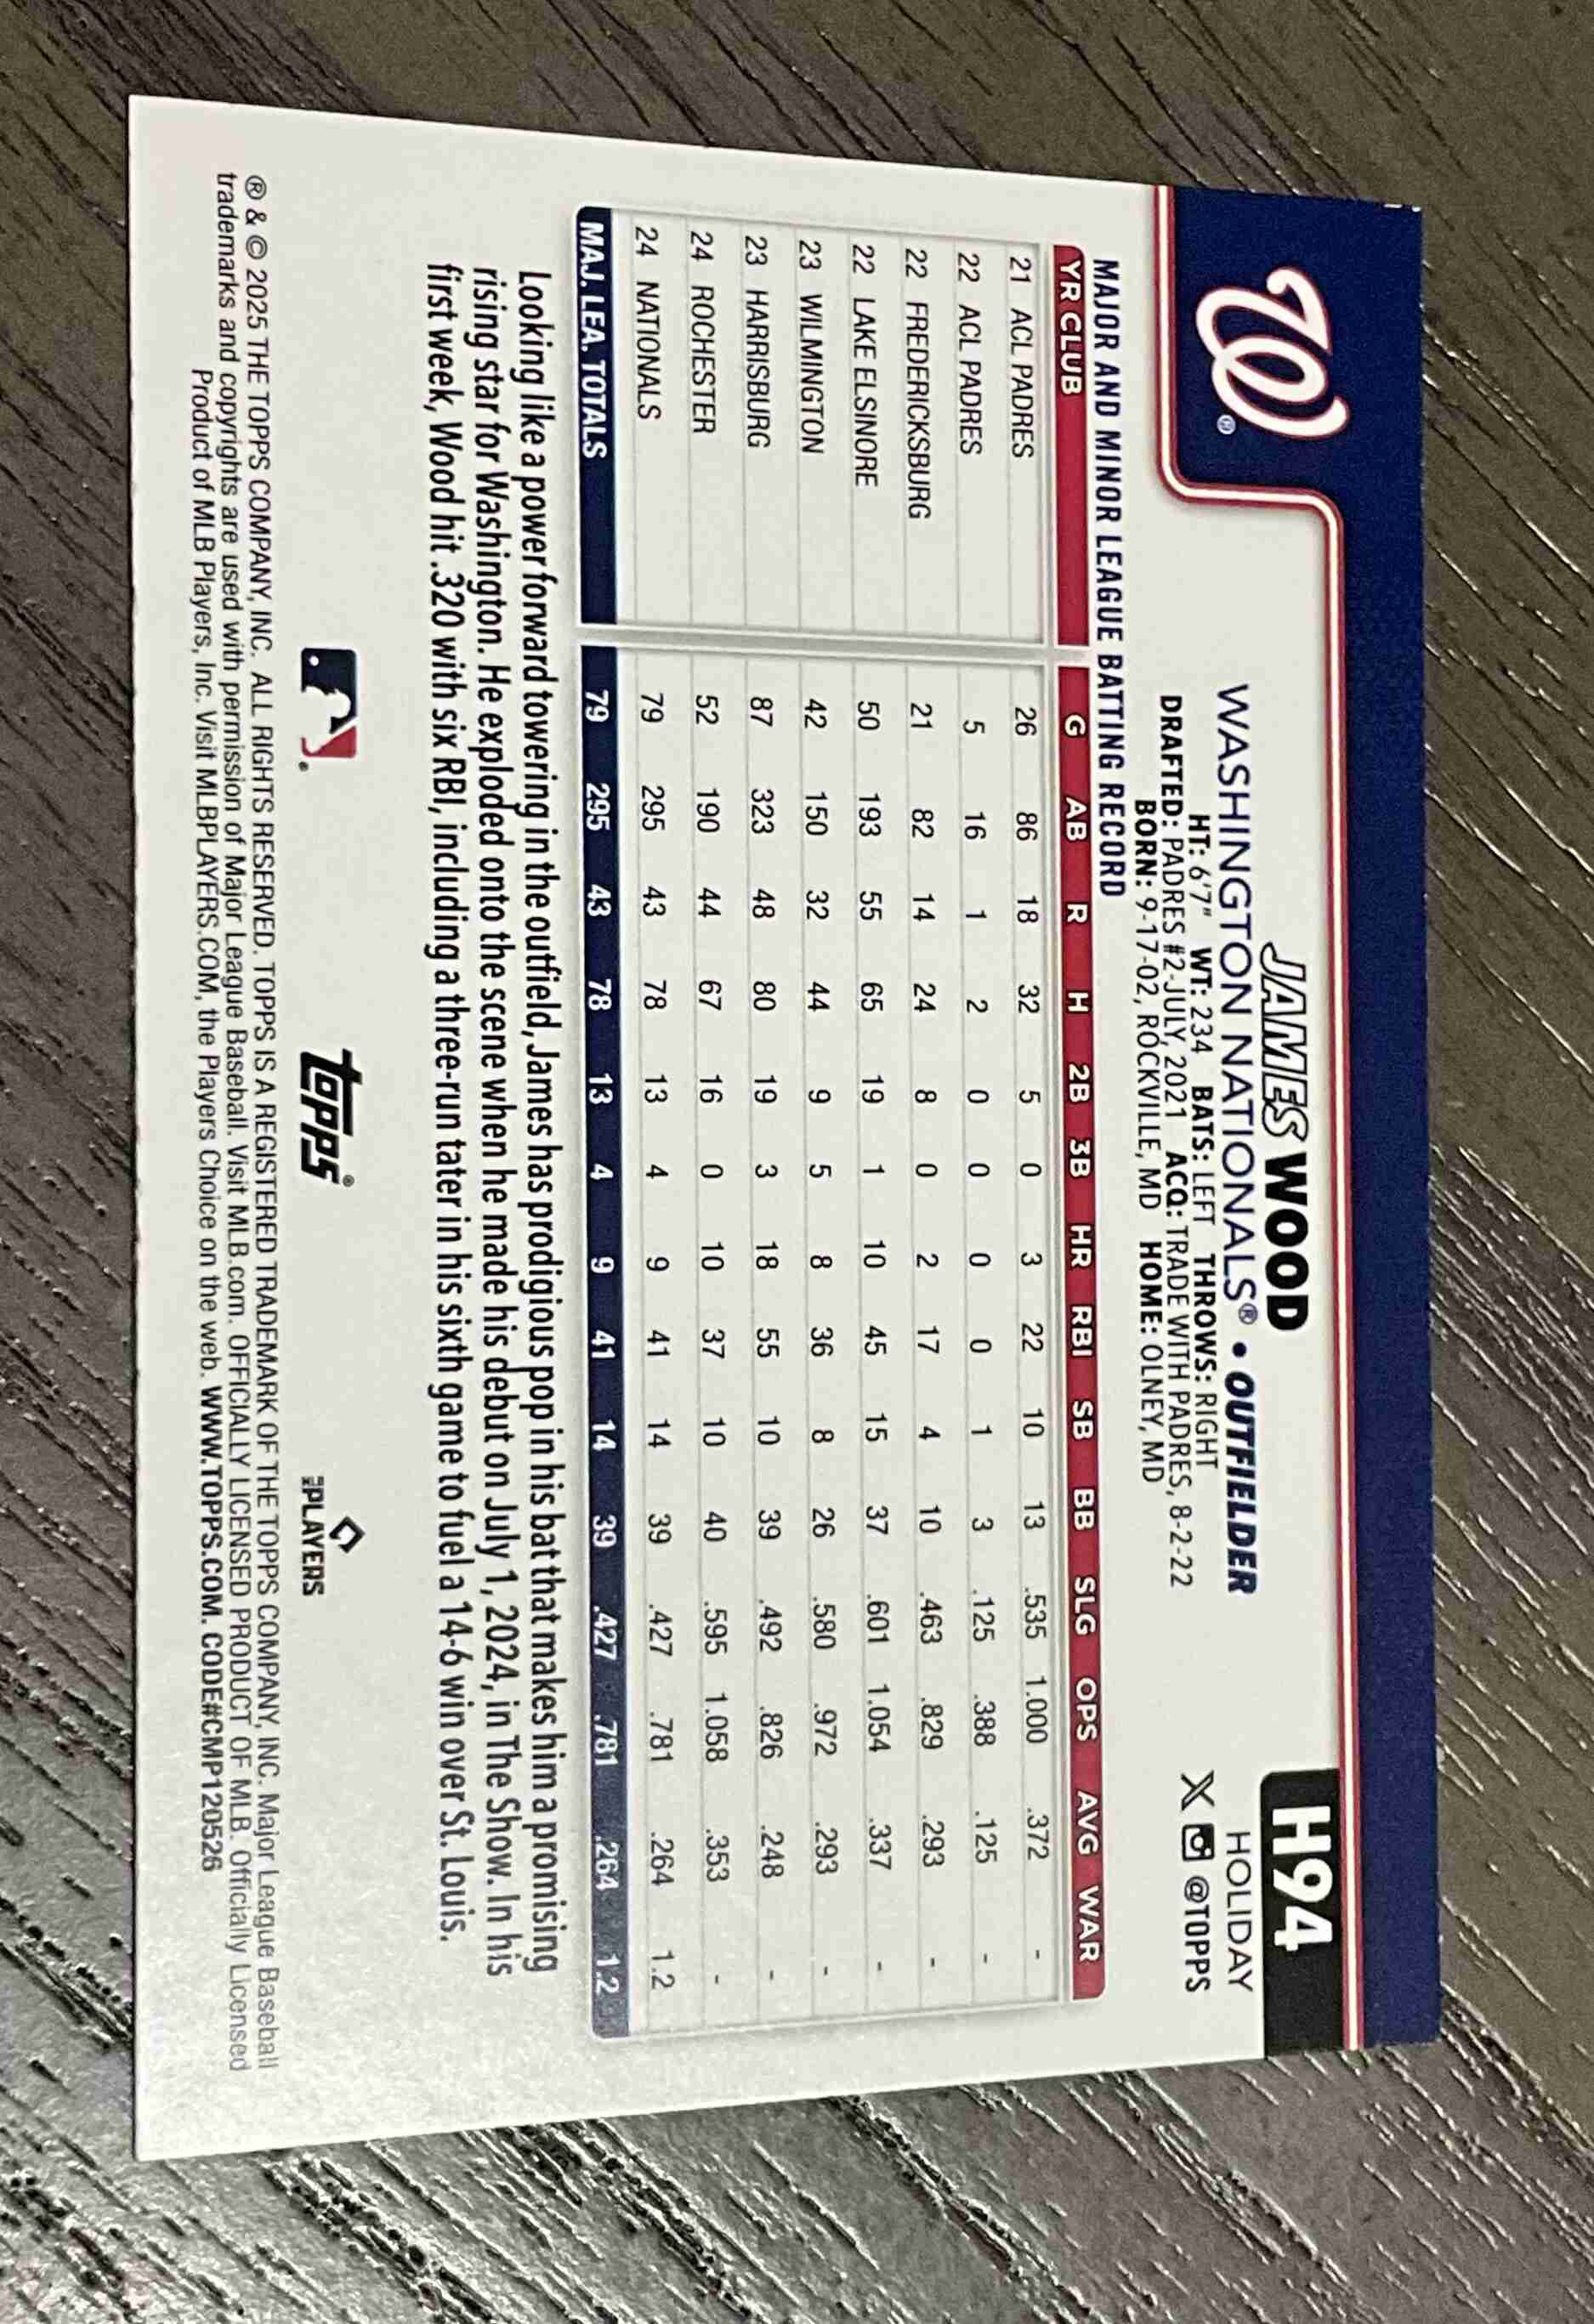 W®
H94
HOLIDAY
X @TOPPS
JAMES WOOD
WASHINGTON NATIONALS® • OUTFIELDER
HT: 6'7" WT: 234 BATS: LEFT THROWS: RIGHT
DRAFTED: PADRES #2-JULY, 2021 ACQ: TRADE WITH PADRES, 8-2-22
BORN: 9-17-02, ROCKVILLE, MD HOME: OLNEY, MD
MAJOR AND MINOR LEAGUE BATTING RECORD
YR CLUB G AB R H 2B 3B HR RBI SB BB SLG OPS AVG WAR
21 ACL PADRES 26 86 18 32 5 0 3 22 10 13 .535 1.000 .372 -
22 ACL PADRES 5 16 1 2 0 0 0 0 1 3 .125 .388 .125 -
22 FREDERICKSBURG 21 82 14 24 8 0 2 17 4 10 .463 .829 .293 -
22 LAKE ELSINORE 50 193 55 65 19 1 10 45 15 37 .601 1.054 .337 -
23 WILMINGTON 42 150 32 44 9 5 8 36 8 26 .580 .972 .293 -
23 HARRISBURG 87 323 48 80 19 3 18 55 10 39 .492 .826 .248 -
24 ROCHESTER 52 190 44 67 16 0 10 37 10 40 .595 1.058 .353 -
24 NATIONALS 79 295 43 78 13 4 9 41 14 39 .427 .781 .264 1.2
MAJ. LEA. TOTALS 79 295 43 78 13 4 9 41 14 39 .427 .781 .264 1.2
Looking like a power forward towering in the outfield, James has prodigious pop in his bat that makes him a promising
rising star for Washington. He exploded onto the scene when he made his debut on July 1, 2024, in The Show. In his
first week, Wood hit .320 with six RBI, including a three-run tater in his sixth game to fuel a 14-6 win over St. Louis.
topps®
PLAYERS
® & © 2025 THE TOPPS COMPANY, INC. ALL RIGHTS RESERVED. TOPPS IS A REGISTERED TRADEMARK OF THE TOPPS COMPANY, INC. Major League Baseball
trademarks and copyrights are used with permission of Major League Baseball. Visit MLB.com. OFFICIALLY LICENSED PRODUCT OF MLB. Officially Licensed
Product of MLB Players, Inc. Visit MLBPLAYERS.COM, the Players Choice on the web. WWW.TOPPS.COM. CODE#CMP120526